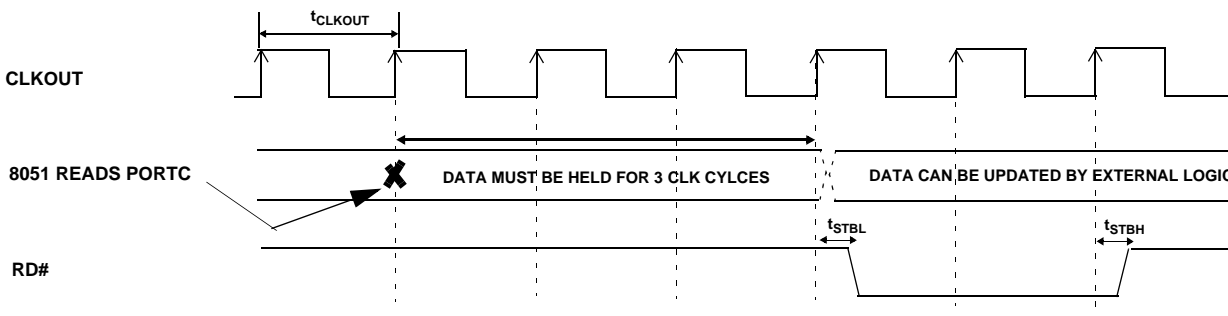 tCLKOUT
CLKOUT
8051 READS PORTC
DATA MUST BE HELD FOR 3 CLK CYLCES
DATA CAN BE UPDATED BY EXTERNAL LOGIC
tSTBL
tSTBH
RD#